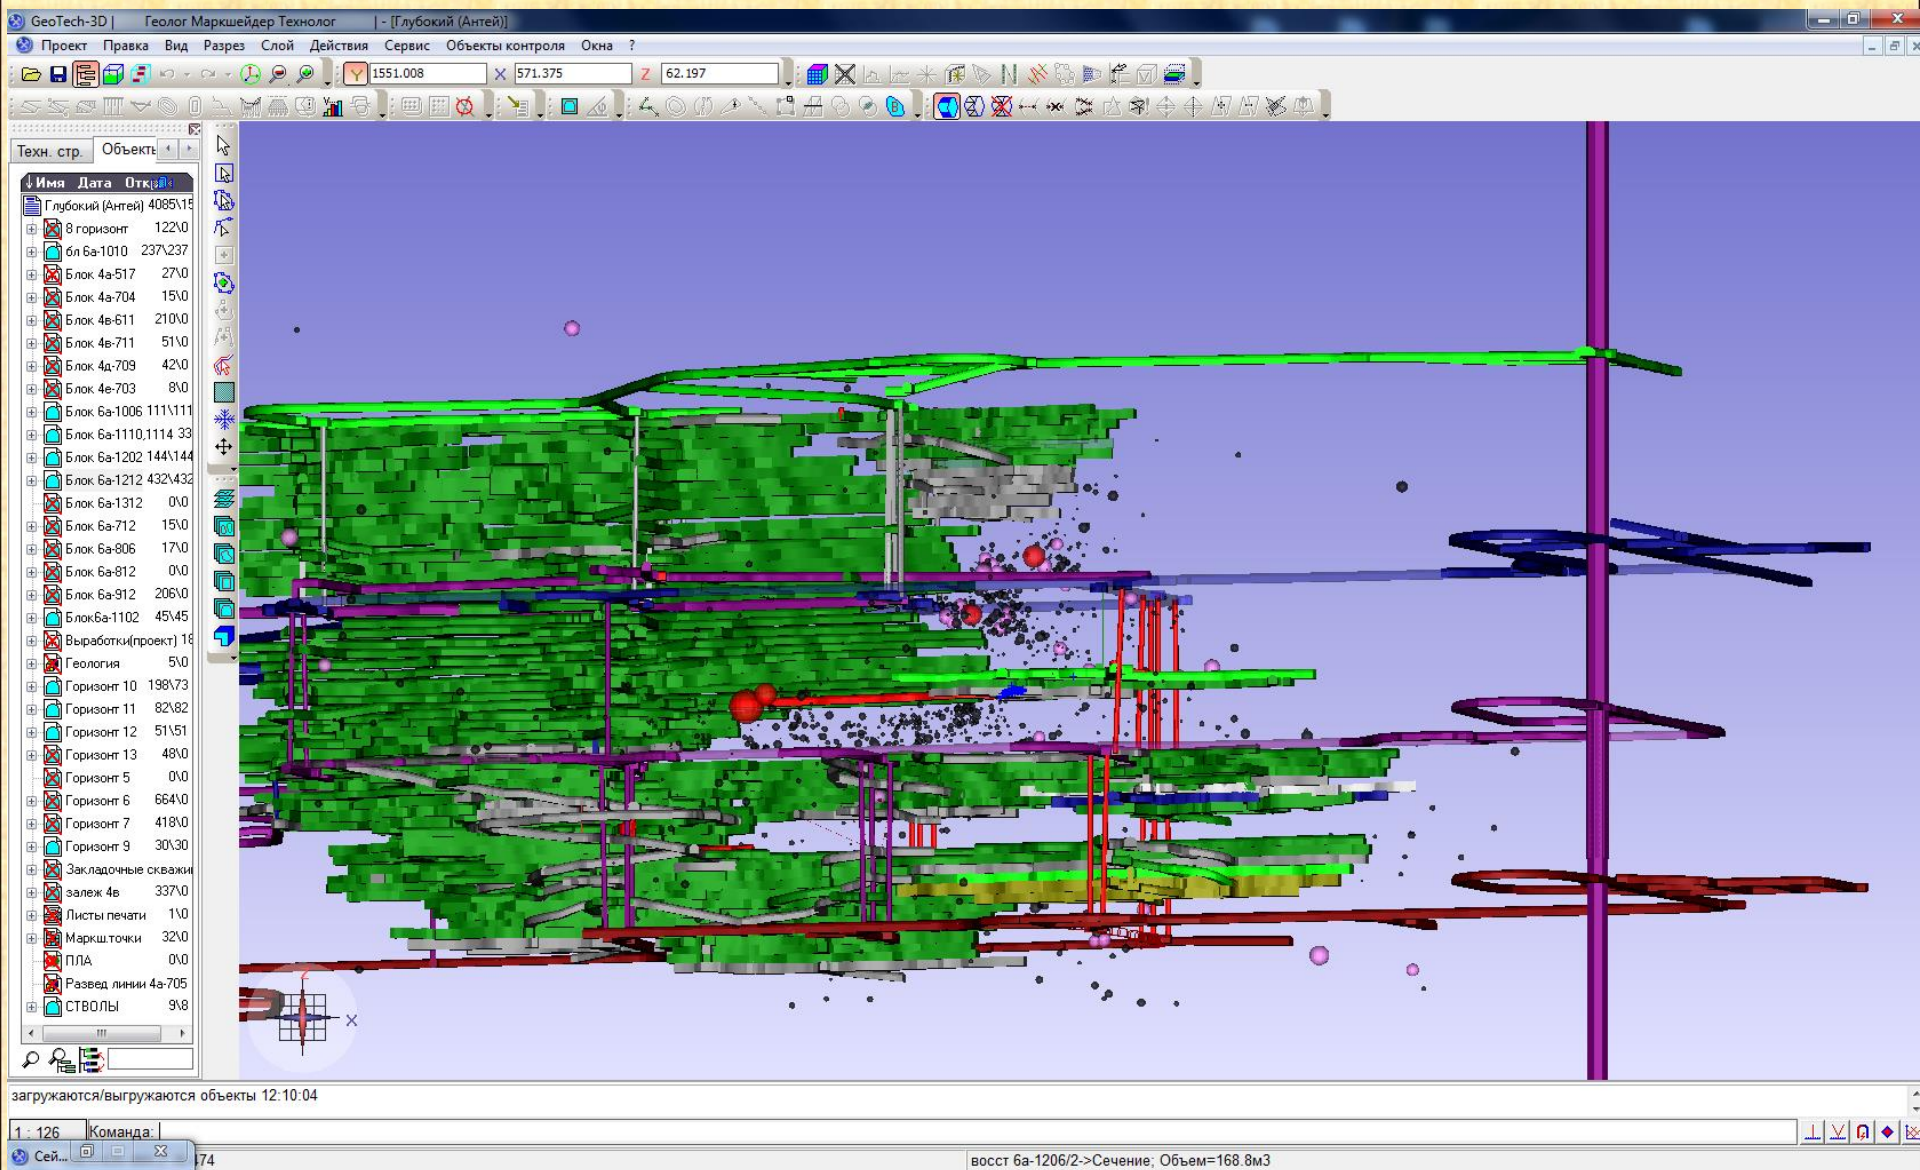 GeoTech-3D | Геолог Маркшейдер Технолог | - [Глубокий (Антей)]
Проект Правка Вид Разрез Слой Действия Сервис Объекты контроля Окна ?
Y 1551.008 X 571.375 Z 62.197
Техн. стр. Объекты
↓Имя Дата Откр
Глубокий (Антей) 4085\15
8 горизонт 122\0
бл 6а-1010 237\237
Блок 4а-517 27\0
Блок 4а-704 15\0
Блок 4в-611 210\0
Блок 4в-711 51\0
Блок 4д-709 42\0
Блок 4е-703 8\0
Блок 6а-1006 111\111
Блок 6а-1110,1114 33
Блок 6а-1202 144\144
Блок 6а-1212 432\432
Блок 6а-1312 0\0
Блок 6а-712 15\0
Блок 6а-806 17\0
Блок 6а-812 0\0
Блок 6а-912 206\0
Блок6а-1102 45\45
Выработки(проект) 18
Геология 5\0
Горизонт 10 198\73
Горизонт 11 82\82
Горизонт 12 51\51
Горизонт 13 48\0
Горизонт 5 0\0
Горизонт 6 664\0
Горизонт 7 418\0
Горизонт 9 30\30
Закладочные скважи
залеж 4в 337\0
Листы печати 1\0
Маркш.точки 32\0
ПЛА 0\0
Развед линии 4а-705
СТВОЛЫ 9\8
Z
X
загружаются/выгружаются объекты 12:10:04
1 : 126 Команда:
Сей... 474 восст 6а-1206/2->Сечение; Объем=168.8м3